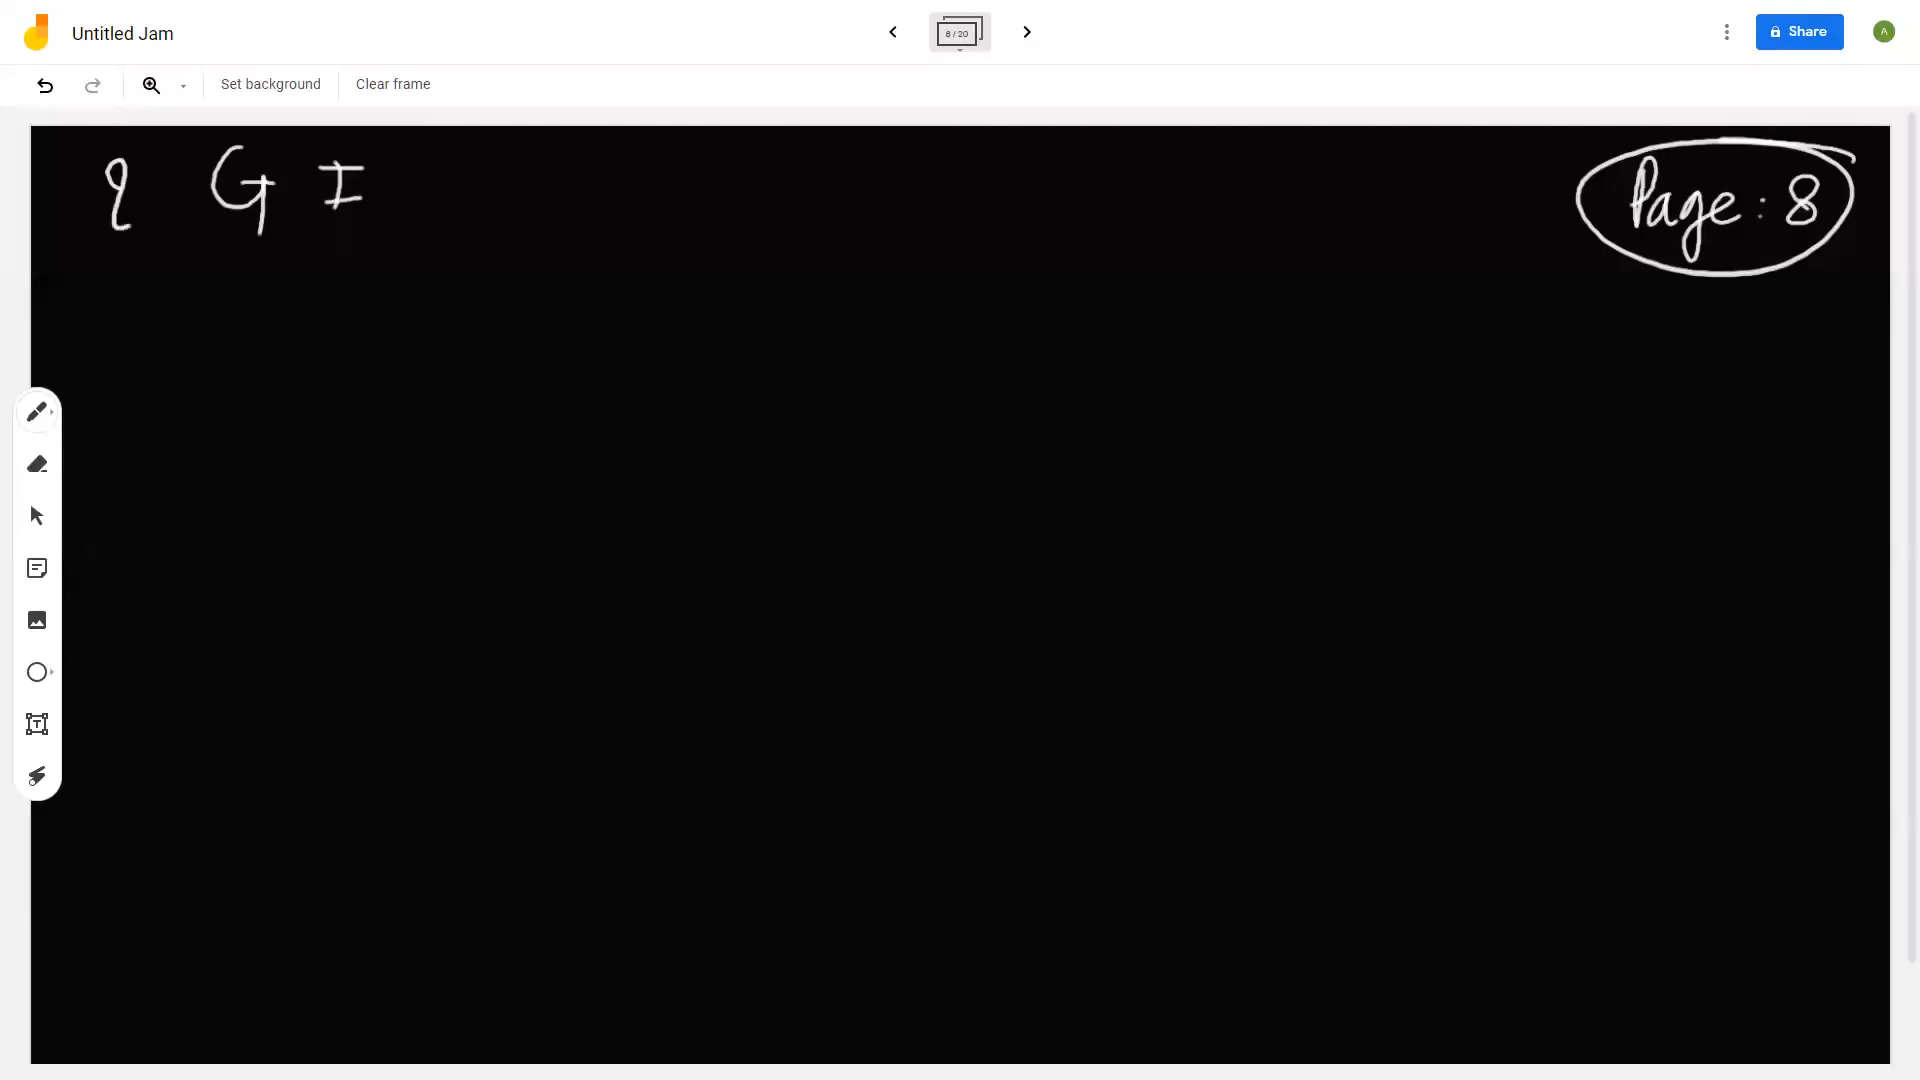 Untitled Jam
8 / 20
Share
A
Set background
Clear frame
G I
Page: 8